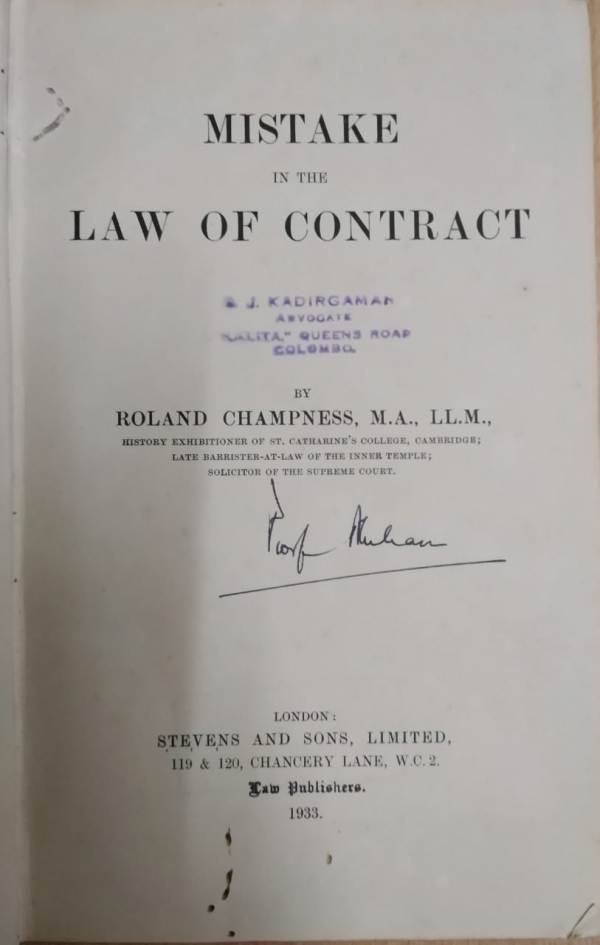 MISTAKE
IN THE
LAW OF CONTRACT
J. KADIRGAMAR
ADVOCATE
QUEENS ROAD
COLOMBO.
BY
ROLAND CHAMPNESS, M.A., LL.M.,
HISTORY EXHIBITIONER OF ST. CATHARINE'S COLLEGE, CAMBRIDGE;
LATE BARRISTER-AT-LAW OF THE INNER TEMPLE;
SOLICITOR OF THE SUPREME COURT.
LONDON:
STEVENS AND SONS, LIMITED,
119 & 120, CHANCERY LANE, W.C. 2.
Law Publishers.
1933.